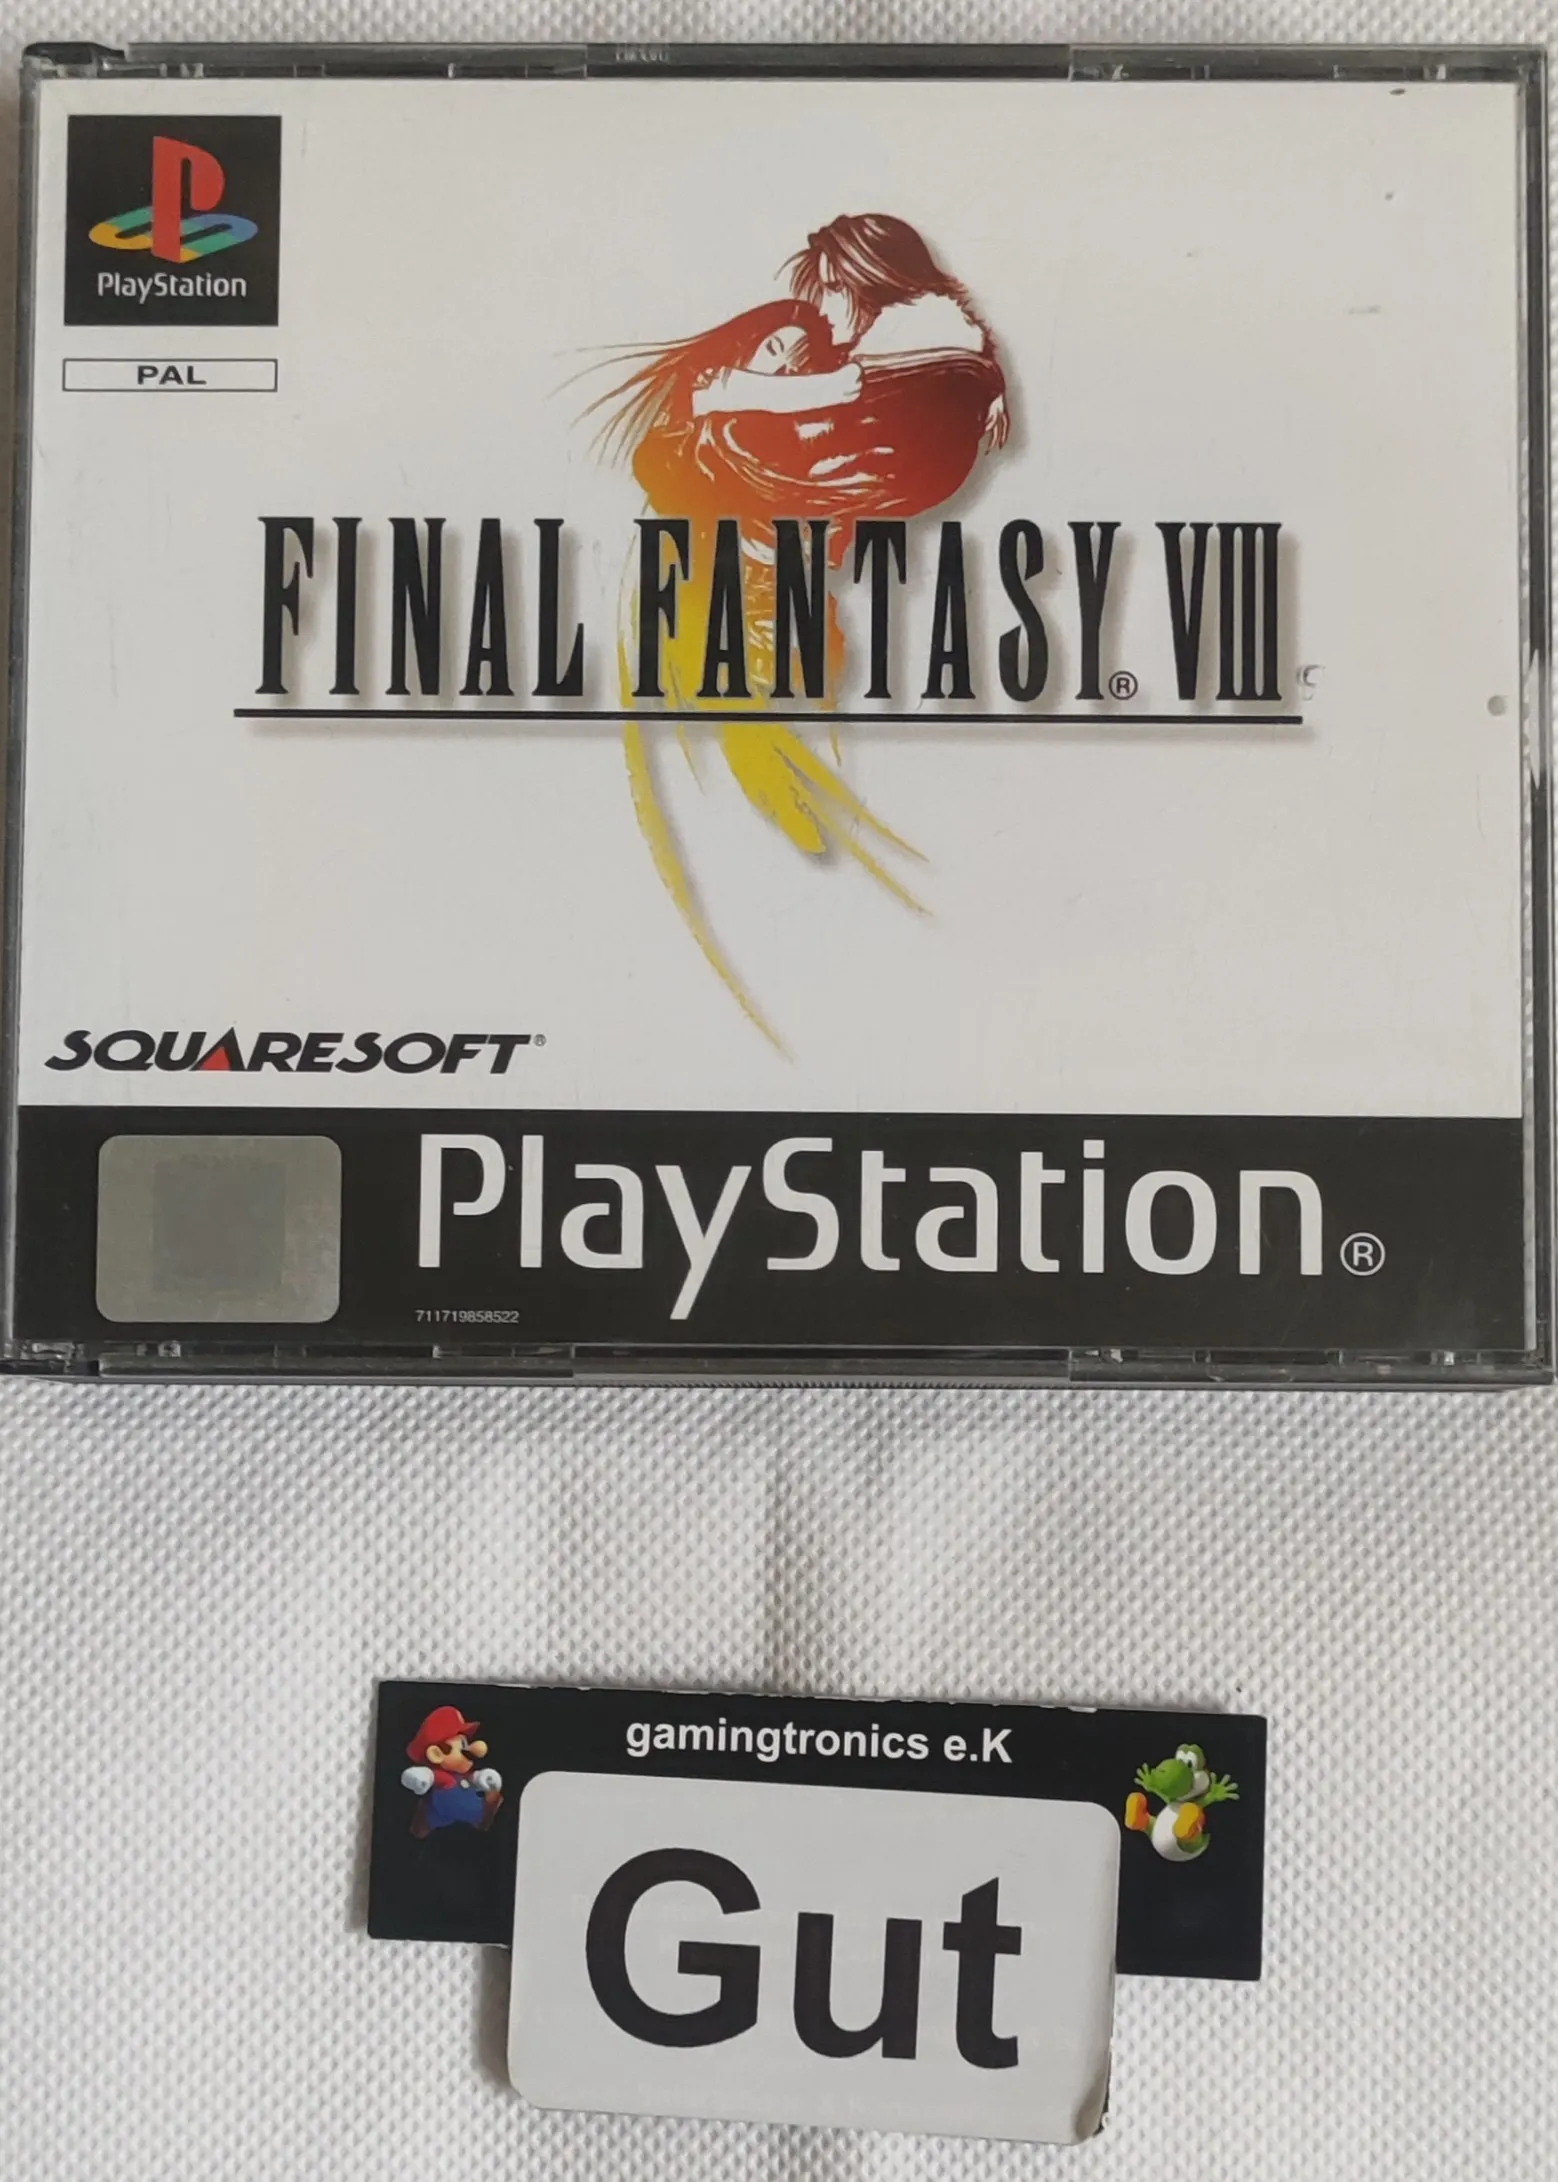 PlayStation
PAL
FINAL FANTASY® VIII
SQUARESOFT®
PlayStation®
711719858522
gamingtronics e.K
Gut